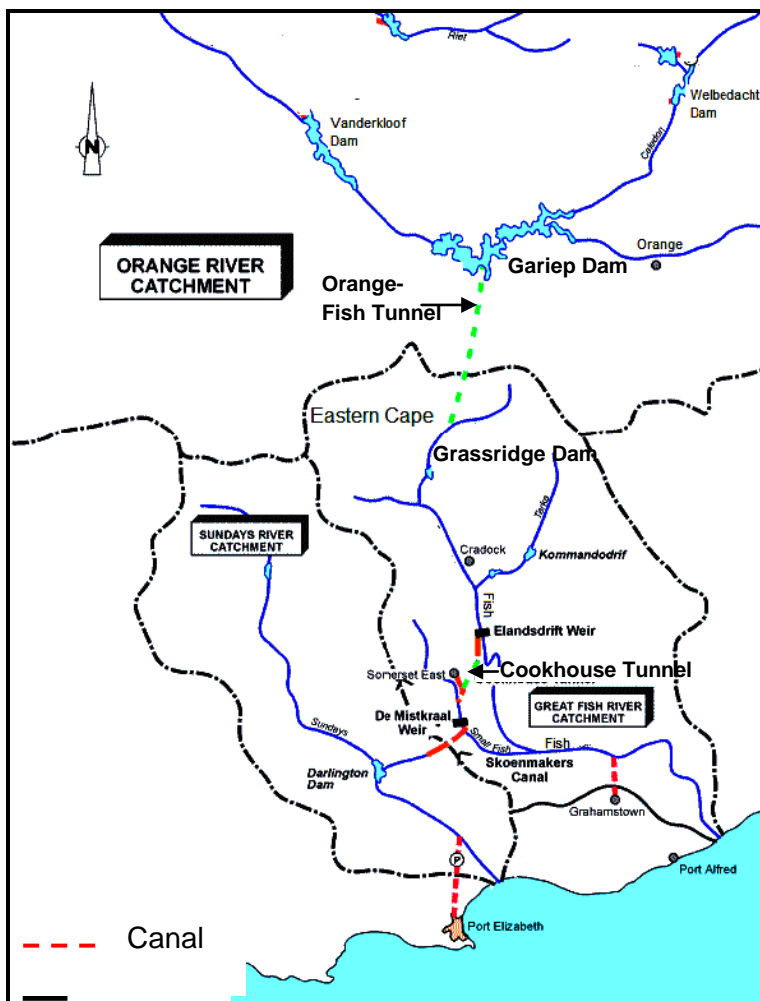 Riet
Vanderkloof
Dam
Welbedacht
Dam
Caledon
N
ORANGE RIVER
CATCHMENT
Orange
Gariep Dam
Orange-
Fish Tunnel
Eastern Cape
Grassridge Dam
Tarka
SUNDAYS RIVER
CATCHMENT
Cradock
Kommandodrif
Fish
Elandsdrift Weir
Somerset East
Cookhouse Tunnel
GREAT FISH RIVER
CATCHMENT
De Mistkraal
Weir
Sundays
Small Fish
Fish
Skoenmakers
Canal
Darlington
Dam
Grahamstown
P
Port Alfred
Port Elizabeth
Canal